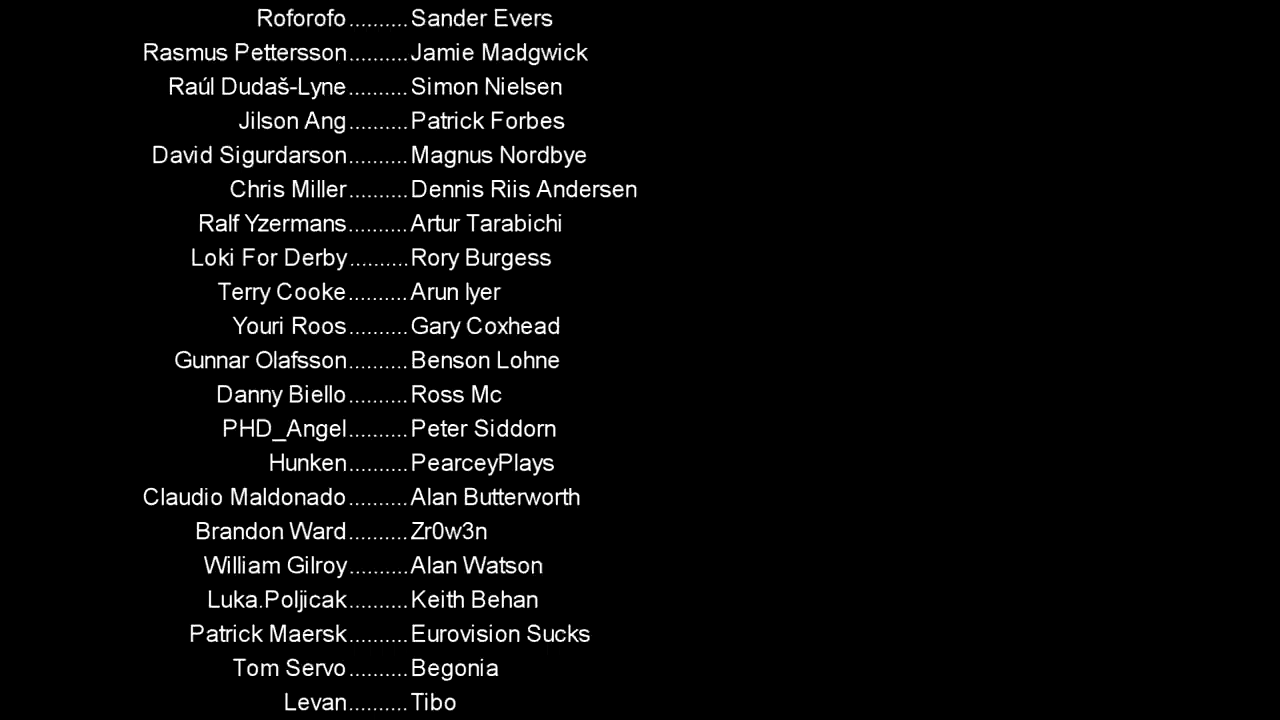 Roforofo..........Sander Evers
Rasmus Pettersson..........Jamie Madgwick
Raúl Dudaš-Lyne..........Simon Nielsen
Jilson Ang..........Patrick Forbes
David Sigurdarson..........Magnus Nordbye
Chris Miller..........Dennis Riis Andersen
Ralf Yzermans..........Artur Tarabichi
Loki For Derby..........Rory Burgess
Terry Cooke..........Arun Iyer
Youri Roos..........Gary Coxhead
Gunnar Olafsson..........Benson Lohne
Danny Biello..........Ross Mc
PHD_Angel..........Peter Siddorn
Hunken..........PearceyPlays
Claudio Maldonado..........Alan Butterworth
Brandon Ward..........Zr0w3n
William Gilroy..........Alan Watson
Luka.Poljicak..........Keith Behan
Patrick Maersk..........Eurovision Sucks
Tom Servo..........Begonia
Levan..........Tibo